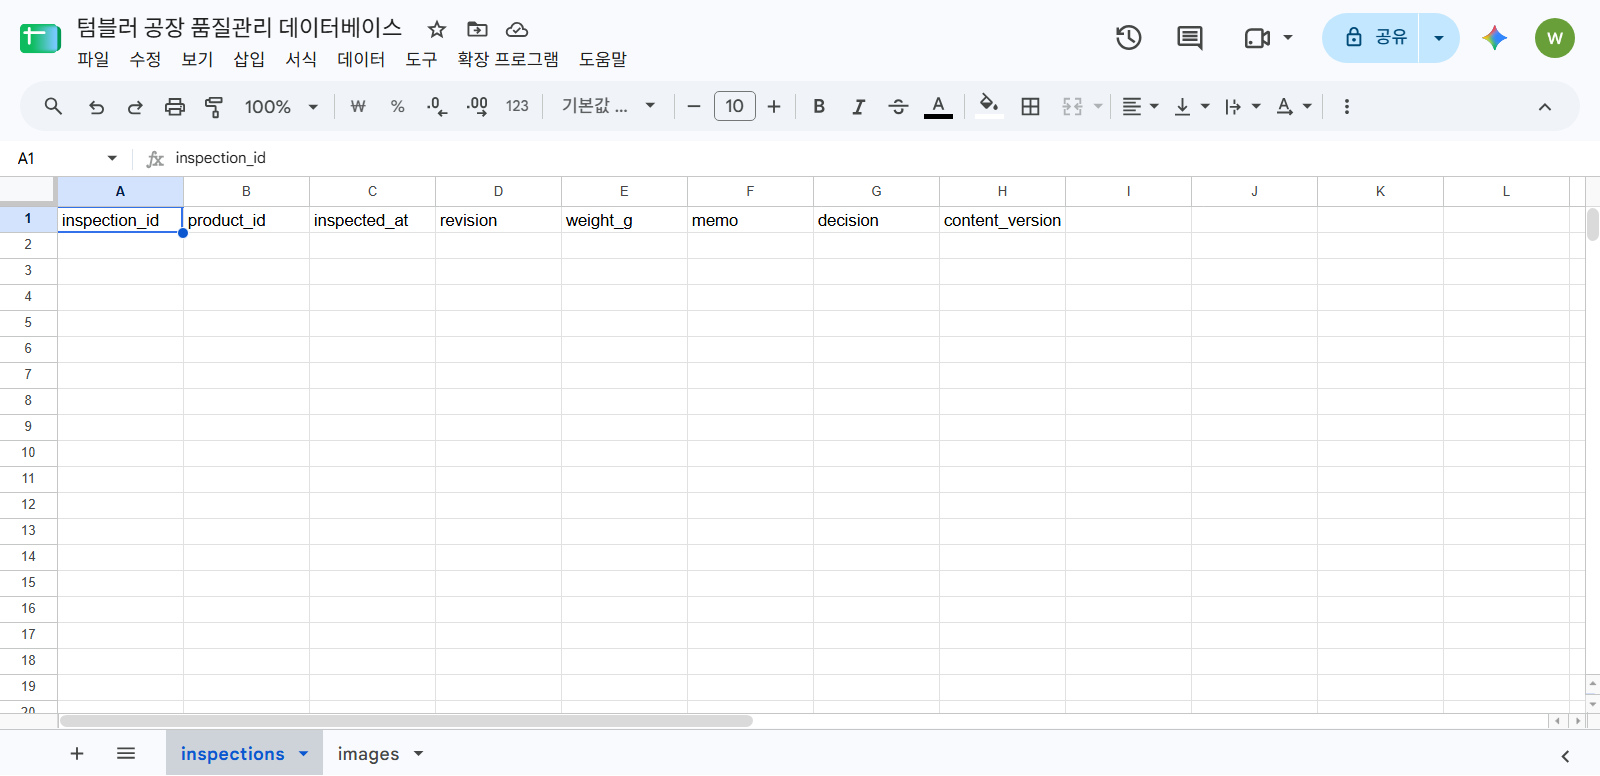 텀블러 공장 품질관리 데이터베이스
파일 수정 보기 삽입 서식 데이터 도구 확장 프로그램 도움말
공유
W
100% ₩ % .0 .00 123 기본값 ... 10 B I A A
A1 fx inspection_id
A B C D E F G H I J K L
1 inspection_id product_id inspected_at revision weight_g memo decision content_version
2
3
4
5
6
7
8
9
10
11
12
13
14
15
16
17
18
19
20
inspections images